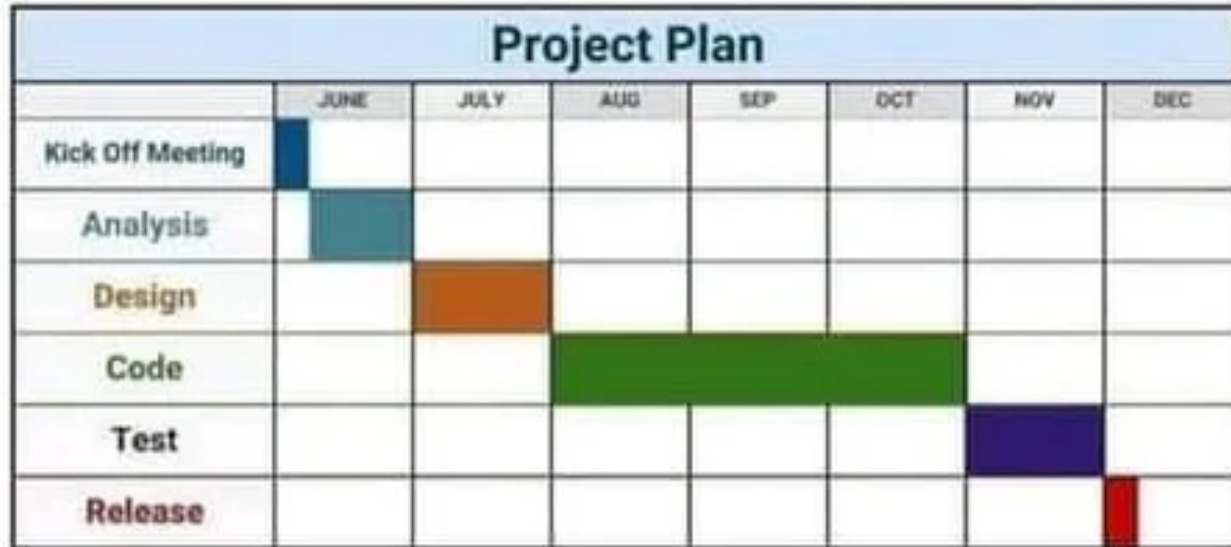 Project Plan
JUNE JULY AUG SEP OCT NOV DEC
Kick Off Meeting
Analysis
Design
Code
Test
Release